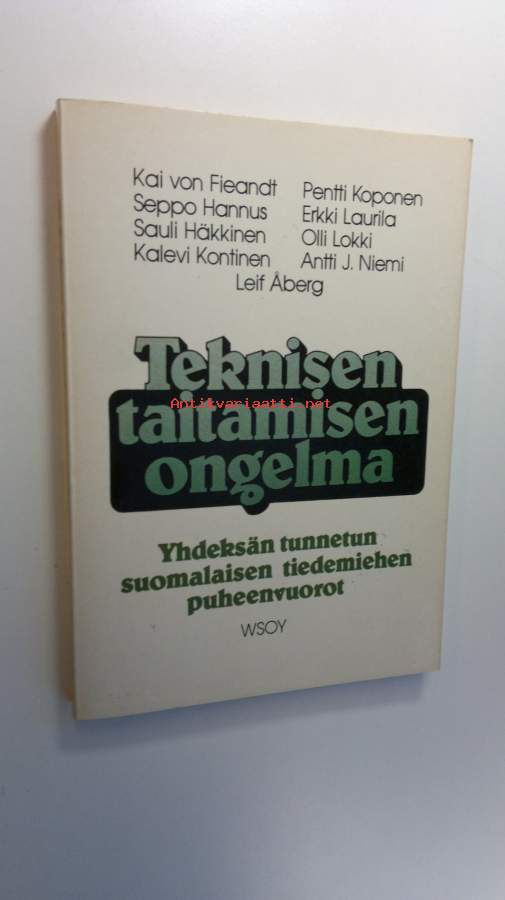 Kai von Fieandt
Seppo Hannus
Sauli Häkkinen
Kalevi Kontinen
Pentti Koponen
Erkki Laurila
Olli Lokki
Antti J. Niemi
Leif Åberg
Teknisen
taitamisen
Antikvariaatti.net
ongelma
Yhdeksän tunnetun
suomalaisen tiedemiehen
puheenvuorot
WSOY